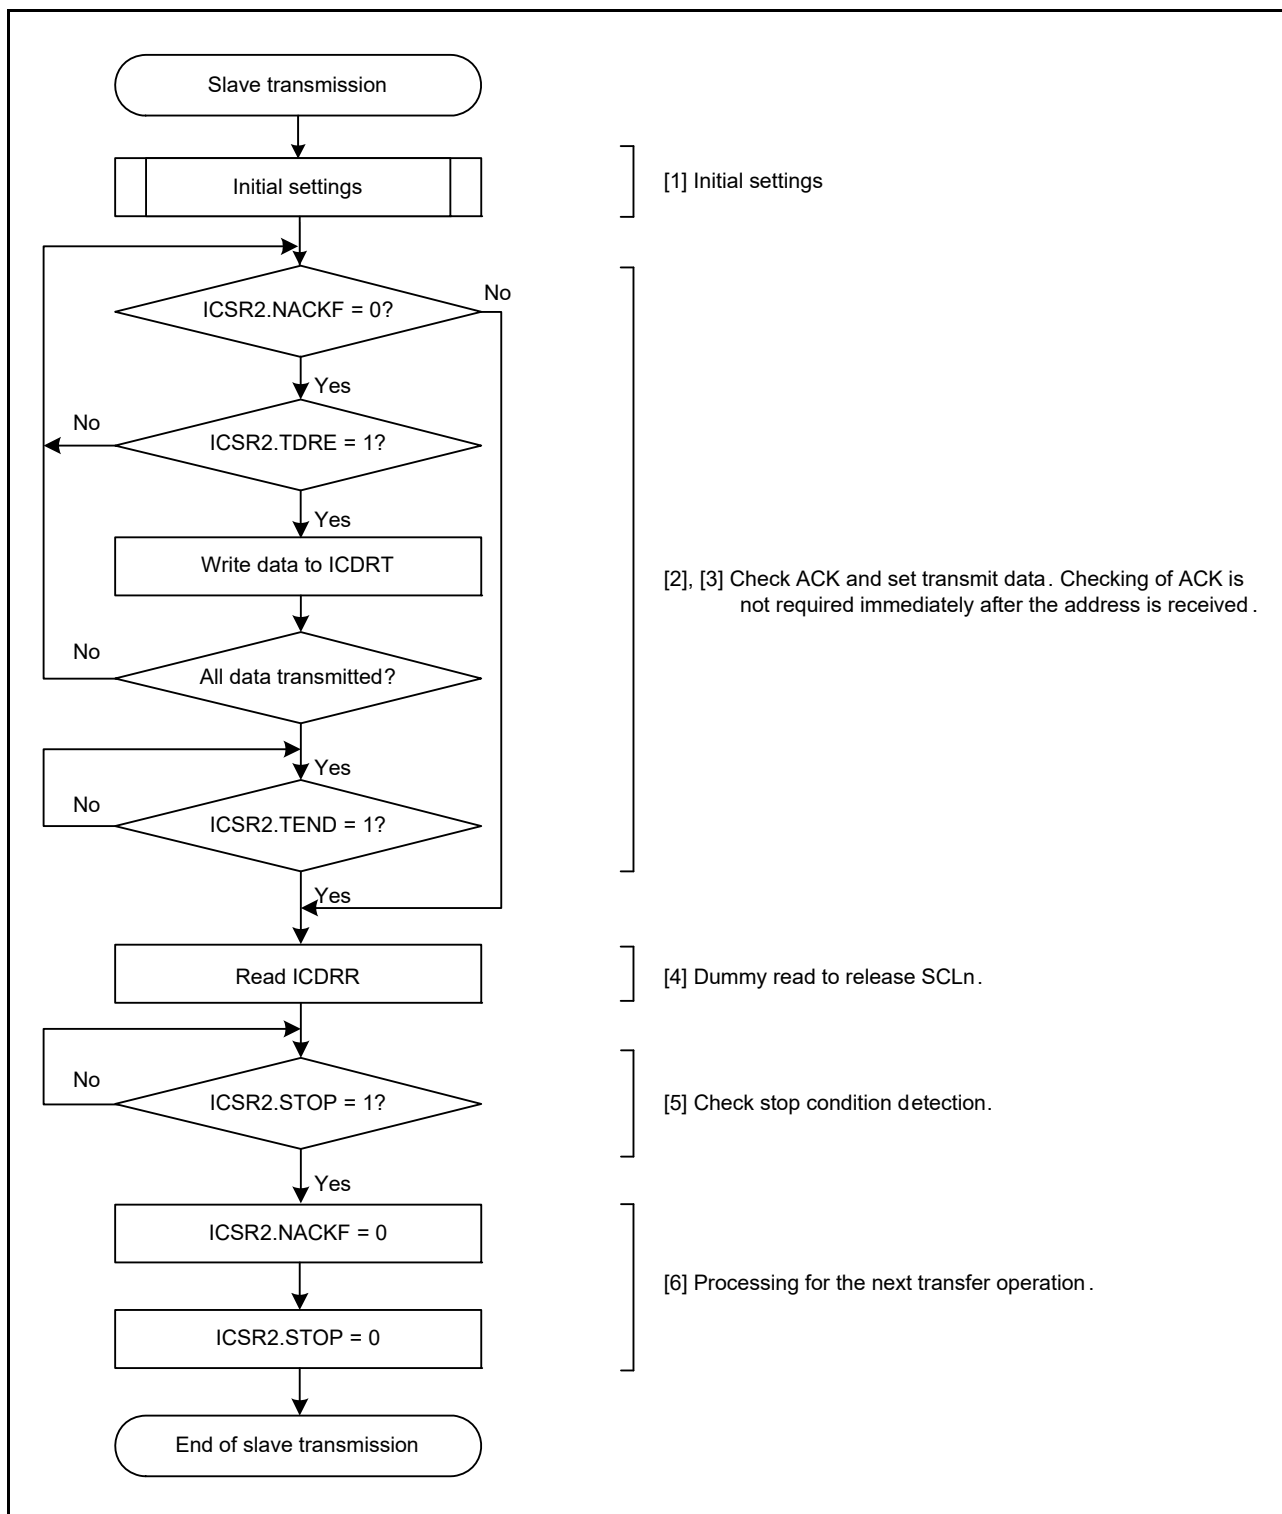 Slave transmission
Initial settings
[1] Initial settings
ICSR2.NACKF = 0?
No
Yes
No
ICSR2.TDRE = 1?
Yes
Write data to ICDRT
[2], [3] Check ACK and set transmit data. Checking of ACK is
not required immediately after the address is received.
No
All data transmitted?
Yes
No
ICSR2.TEND = 1?
Yes
Read ICDRR
[4] Dummy read to release SCLn.
No
ICSR2.STOP = 1?
[5] Check stop condition detection.
Yes
ICSR2.NACKF = 0
[6] Processing for the next transfer operation.
ICSR2.STOP = 0
End of slave transmission